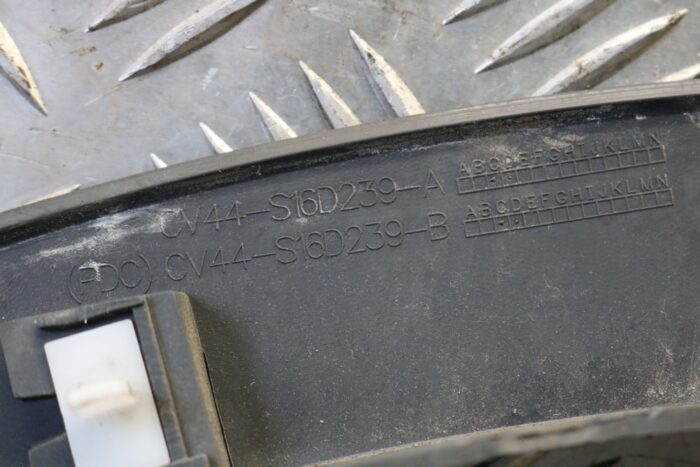 CV44-S16D239-A ABCDEFGHIJKLMN
(PDC) CV44-S16D239-B ABCDEFGHIJKLMN